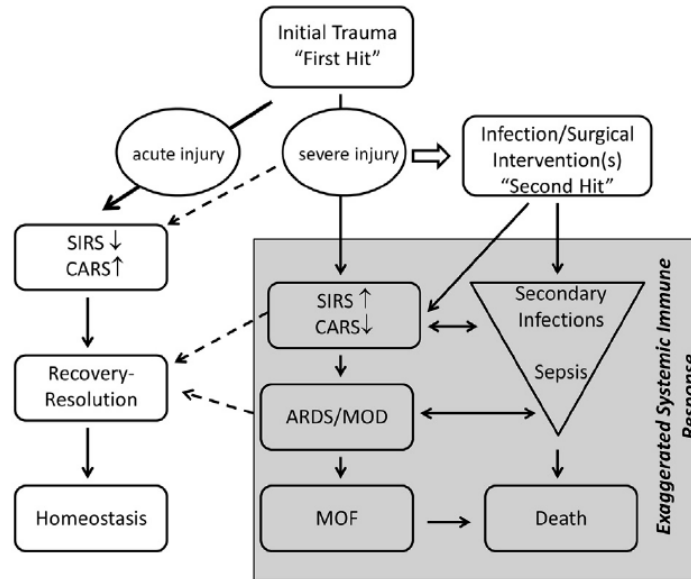 Initial Trauma
“First Hit”
acute injury
severe injury
Infection/Surgical
Intervention(s)
“Second Hit”
SIRS ↓
CARS↑
SIRS ↑
CARS↓
Secondary
Infections
Sepsis
Recovery-
Resolution
ARDS/MOD
Homeostasis
MOF
Death
Exaggerated Systemic Immune
Response